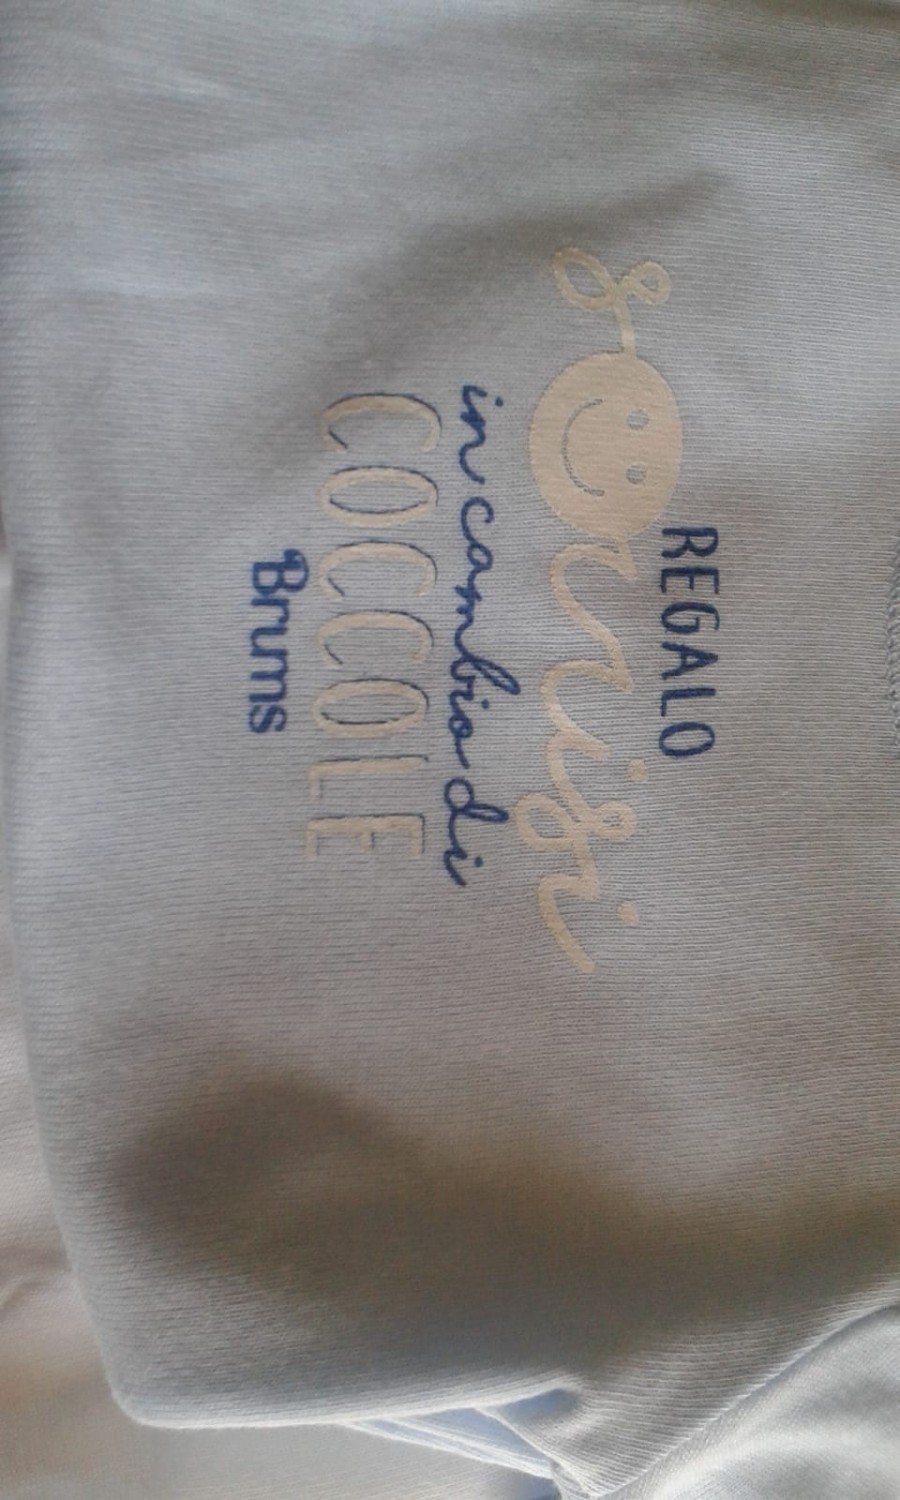 REGALO
sorrisi
in cambio di
COCCOLE
Brums